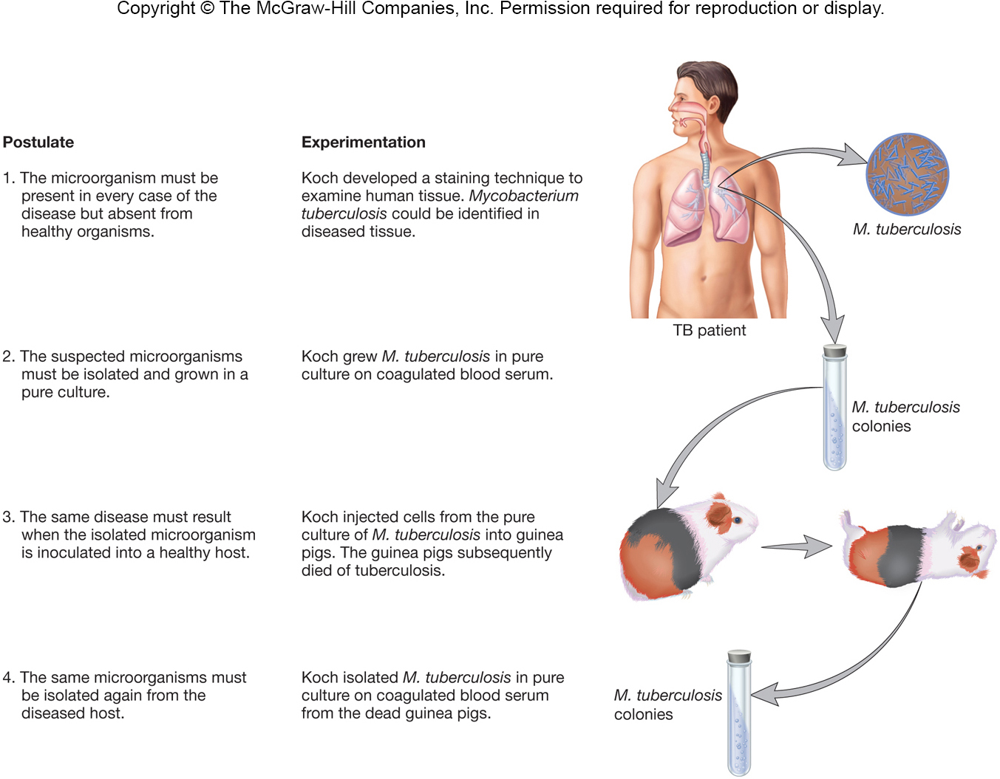 Copyright © The McGraw-Hill Companies, Inc. Permission required for reproduction or display.
Postulate
1. The microorganism must be
present in every case of the
disease but absent from
healthy organisms.
Experimentation
Koch developed a staining technique to
examine human tissue. Mycobacterium
tuberculosis could be identified in
diseased tissue.
M. tuberculosis
TB patient
2. The suspected microorganisms
must be isolated and grown in a
pure culture.
Koch grew M. tuberculosis in pure
culture on coagulated blood serum.
M. tuberculosis
colonies
3. The same disease must result
when the isolated microorganism
is inoculated into a healthy host.
Koch injected cells from the pure
culture of M. tuberculosis into guinea
pigs. The guinea pigs subsequently
died of tuberculosis.
4. The same microorganisms must
be isolated again from the
diseased host.
Koch isolated M. tuberculosis in pure
culture on coagulated blood serum
from the dead guinea pigs.
M. tuberculosis
colonies